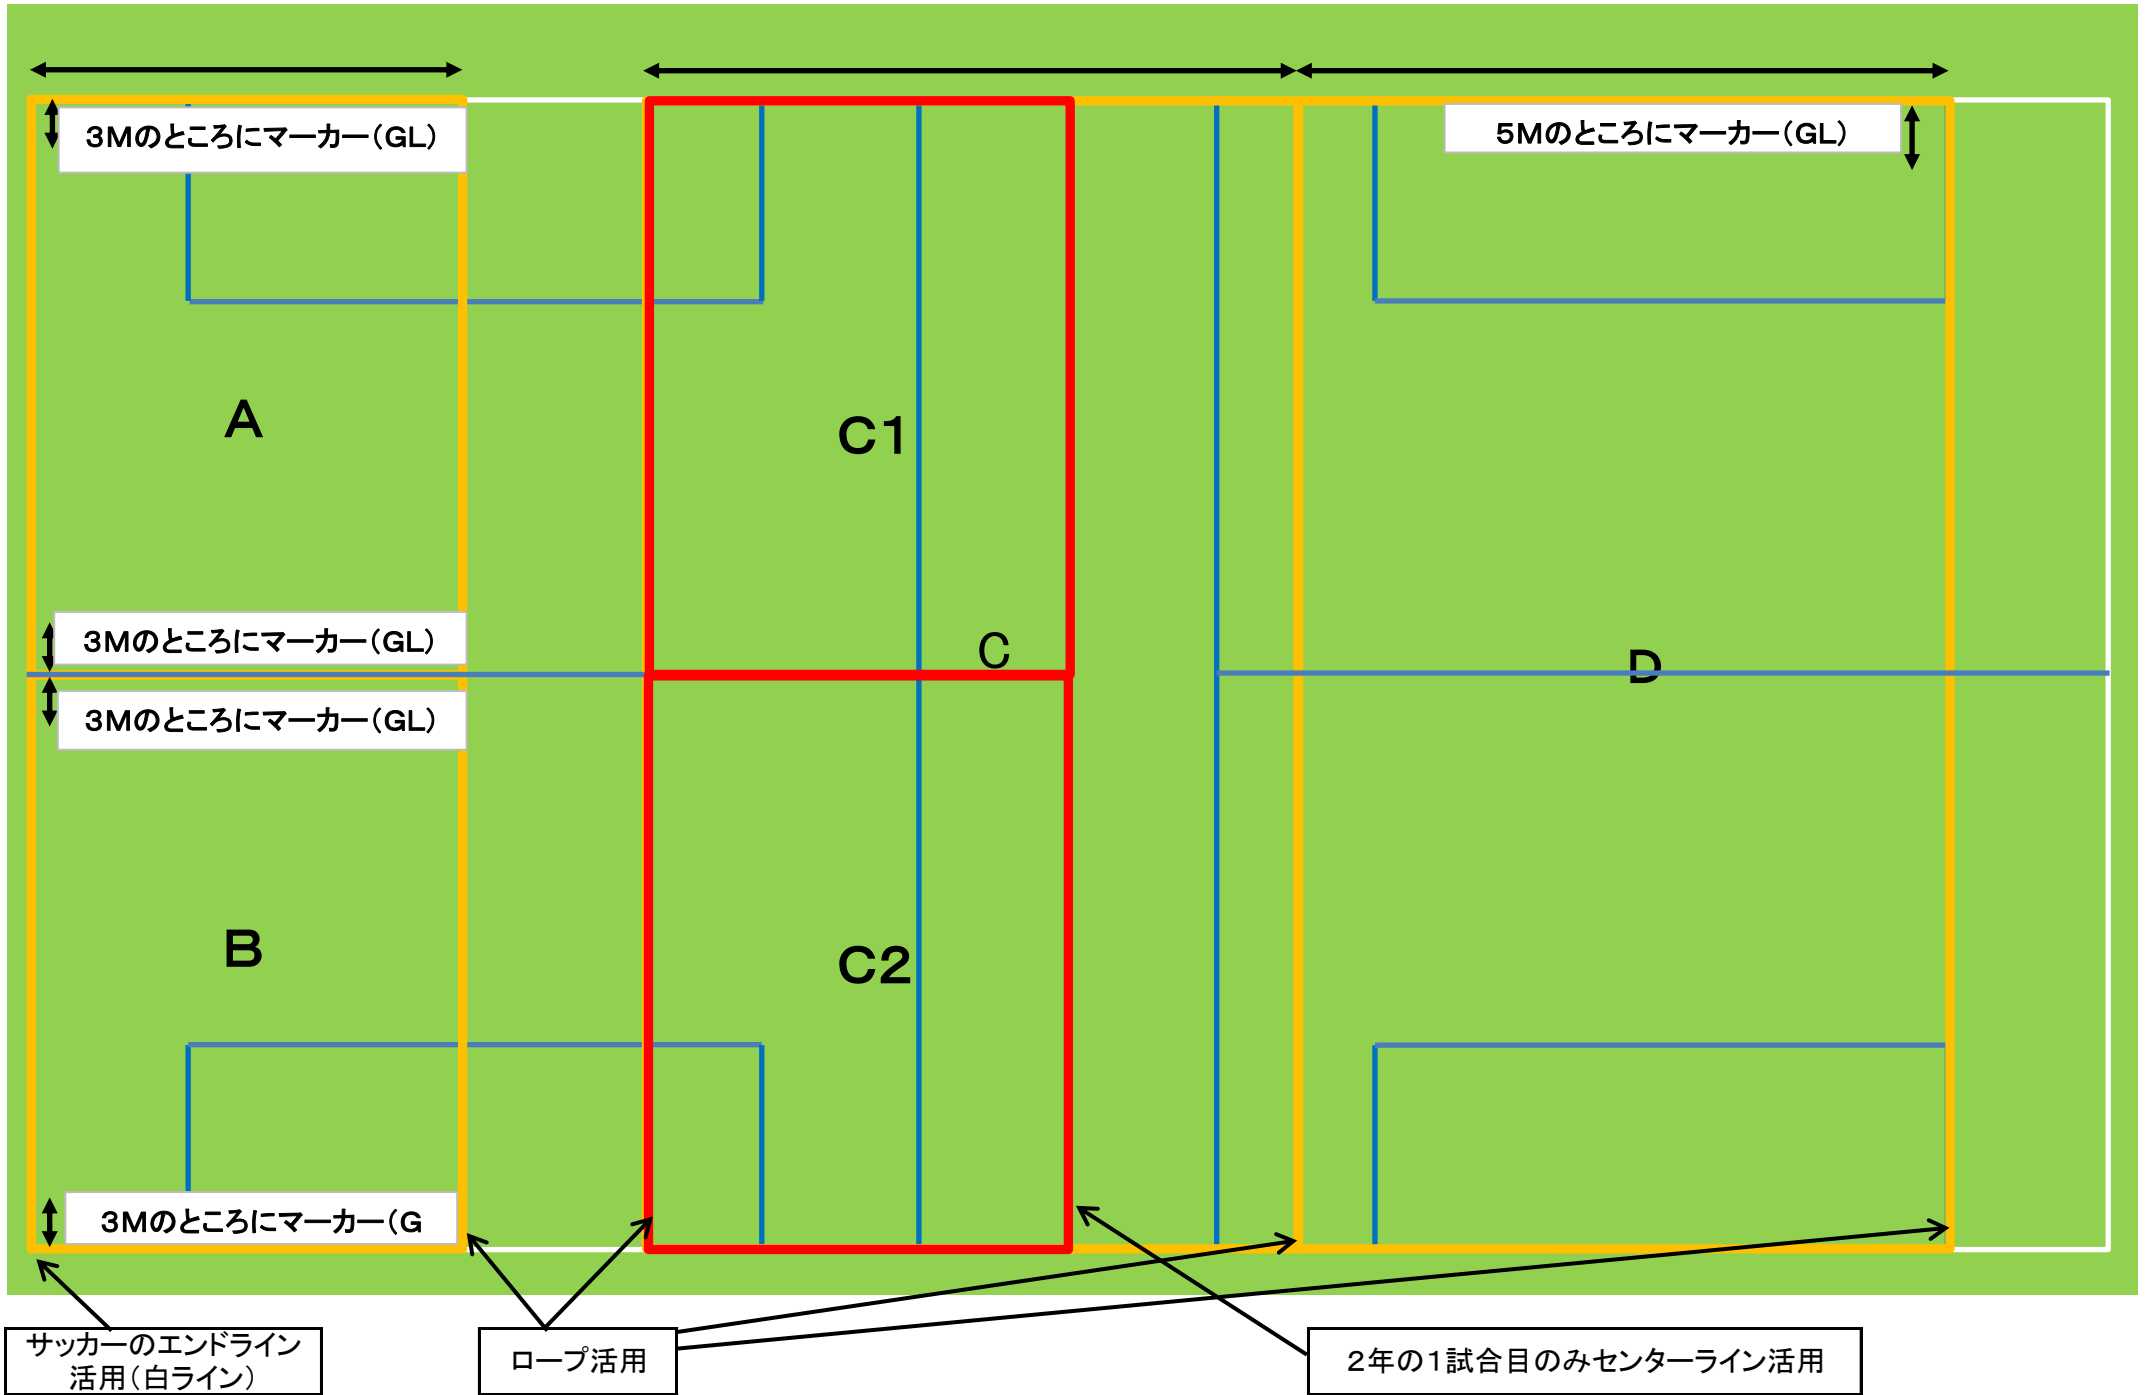 ３Mのところにマーカー（GL）
５Mのところにマーカー（GL）
A
C１
３Mのところにマーカー（GL）
C
D
３Mのところにマーカー（GL）
B
C２
３Mのところにマーカー（G
サッカーのエンドライン
活用（白ライン）
ロープ活用
２年の１試合目のみセンターライン活用